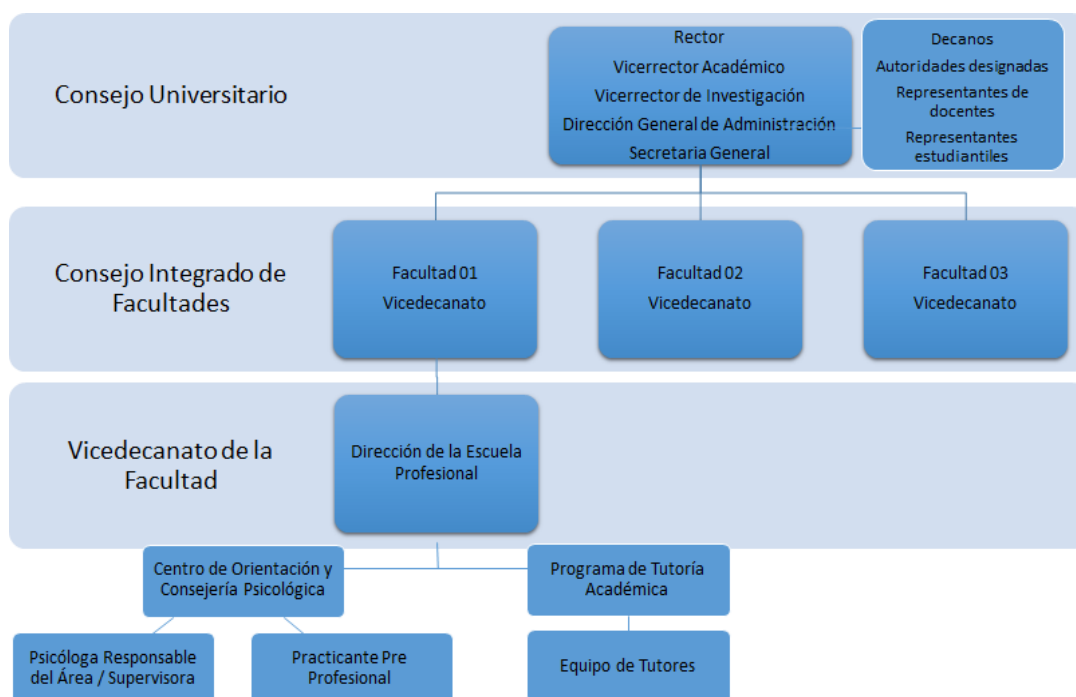 Consejo Universitario
Rector
Vicerrector Académico
Vicerrector de Investigación
Dirección General de Administración
Secretaria General
Decanos
Autoridades designadas
Representantes de
docentes
Representantes
estudiantiles
Consejo Integrado de
Facultades
Facultad 01
Vicedecanato
Facultad 02
Vicedecanato
Facultad 03
Vicedecanato
Vicedecanato de la
Facultad
Dirección de la Escuela
Profesional
Centro de Orientación y
Consejería Psicológica
Programa de Tutoría
Académica
Psicóloga Responsable
del Área / Supervisora
Practicante Pre
Profesional
Equipo de Tutores